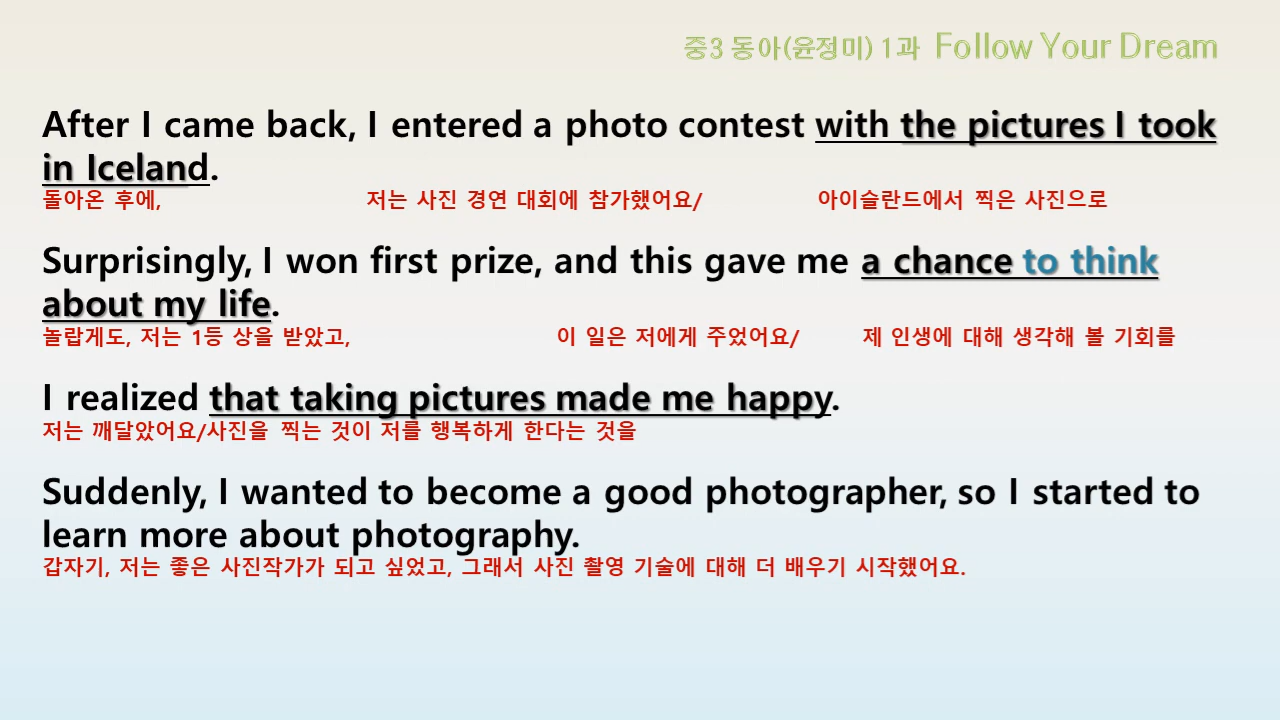 중3 동아(윤정미) 1과 Follow Your Dream
After I came back, I entered a photo contest with the pictures I took
in Iceland.
돌아온 후에, 저는 사진 경연 대회에 참가했어요/ 아이슬란드에서 찍은 사진으로
Surprisingly, I won first prize, and this gave me a chance to think
about my life.
놀랍게도, 저는 1등 상을 받았고, 이 일은 저에게 주었어요/ 제 인생에 대해 생각해 볼 기회를
I realized that taking pictures made me happy.
저는 깨달았어요/사진을 찍는 것이 저를 행복하게 한다는 것을
Suddenly, I wanted to become a good photographer, so I started to
learn more about photography.
갑자기, 저는 좋은 사진작가가 되고 싶었고, 그래서 사진 촬영 기술에 대해 더 배우기 시작했어요.